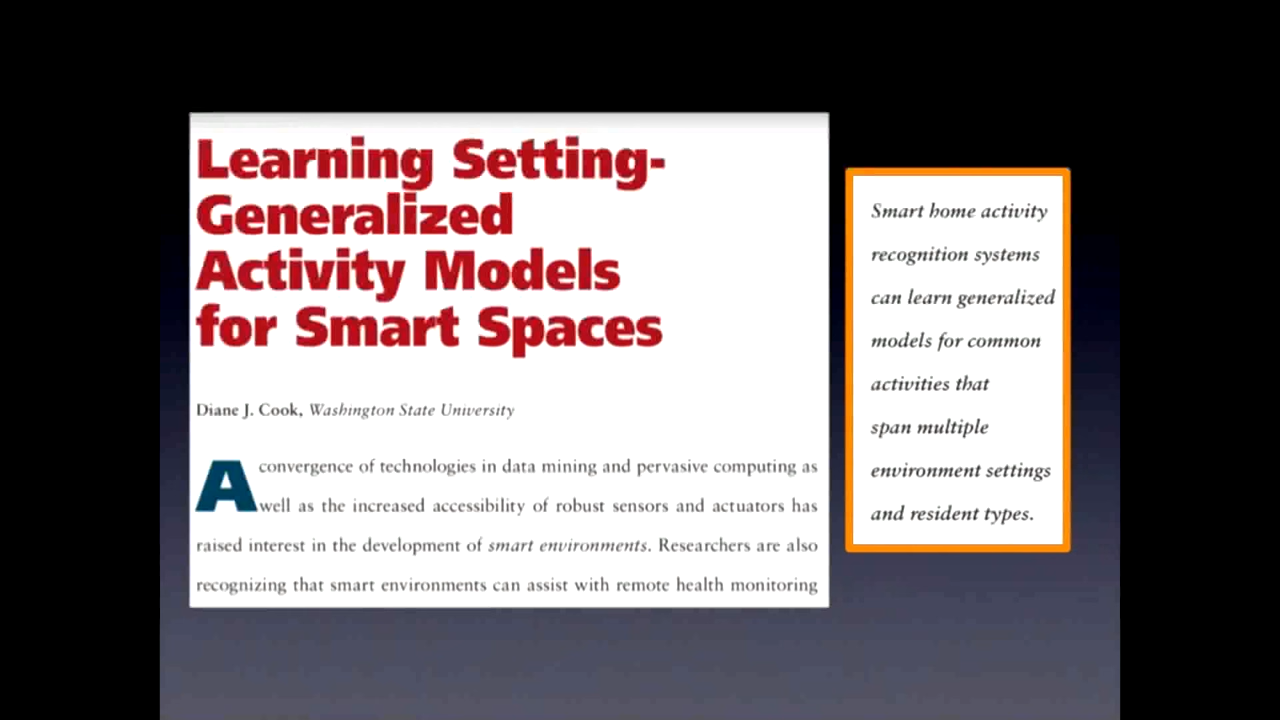 Learning Setting-
Generalized
Activity Models
for Smart Spaces
Diane J. Cook, Washington State University
A convergence of technologies in data mining and pervasive computing as
well as the increased accessibility of robust sensors and actuators has
raised interest in the development of smart environments. Researchers are also
recognizing that smart environments can assist with remote health monitoring
Smart home activity
recognition systems
can learn generalized
models for common
activities that
span multiple
environment settings
and resident types.